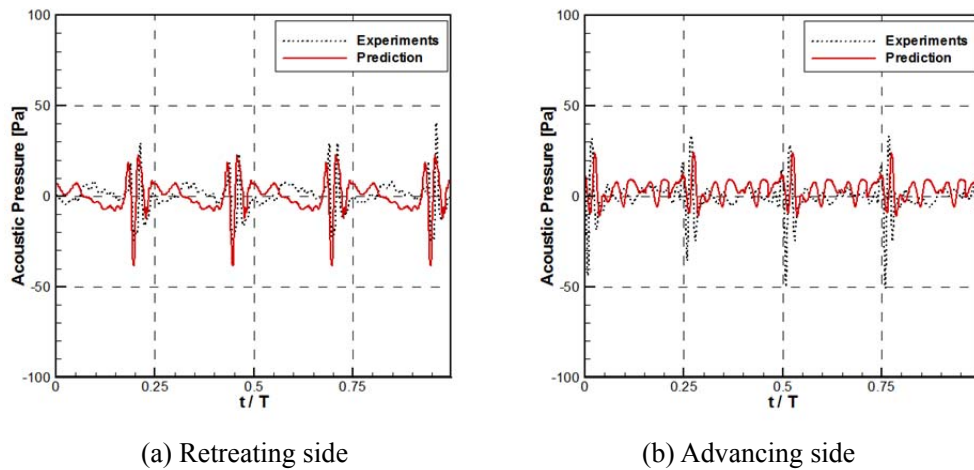 100
50
0
-50
-100
Acoustic Pressure [Pa]
Experiments
Prediction
0 0.25 0.5 0.75
t / T
(a) Retreating side
100
50
0
-50
-100
Acoustic Pressure [Pa]
Experiments
Prediction
0 0.25 0.5 0.75
t / T
(b) Advancing side